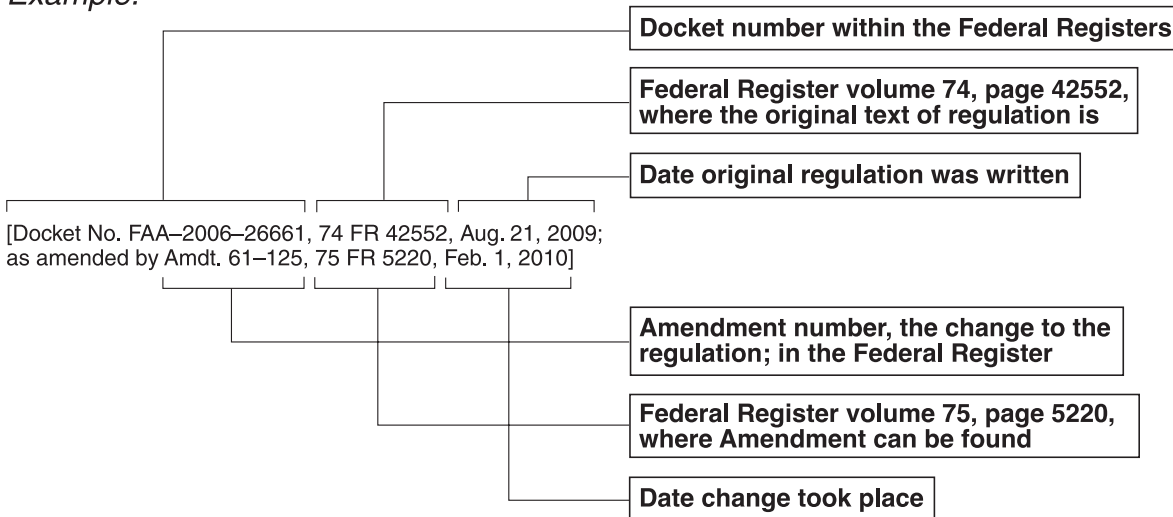 Example:
Docket number within the Federal Registers
Federal Register volume 74, page 42552,
where the original text of regulation is
Date original regulation was written
[Docket No. FAA–2006–26661, 74 FR 42552, Aug. 21, 2009;
as amended by Amdt. 61–125, 75 FR 5220, Feb. 1, 2010]
Amendment number, the change to the
regulation; in the Federal Register
Federal Register volume 75, page 5220,
where Amendment can be found
Date change took place